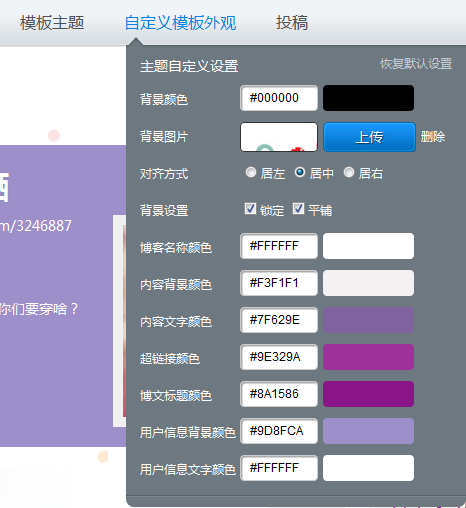 模板主题 自定义模板外观 投稿
主题自定义设置 恢复默认设置
背景颜色 #000000
背景图片 上传 删除
对齐方式 居左 居中 居右
背景设置 锁定 平铺
m/3246887
博客名称颜色 #FFFFFF
内容背景颜色 #F3F1F1
你们要穿啥？
内容文字颜色 #7F629E
超链接颜色 #9E329A
博文标题颜色 #8A1586
用户信息背景颜色 #9D8FCA
用户信息文字颜色 #FFFFFF